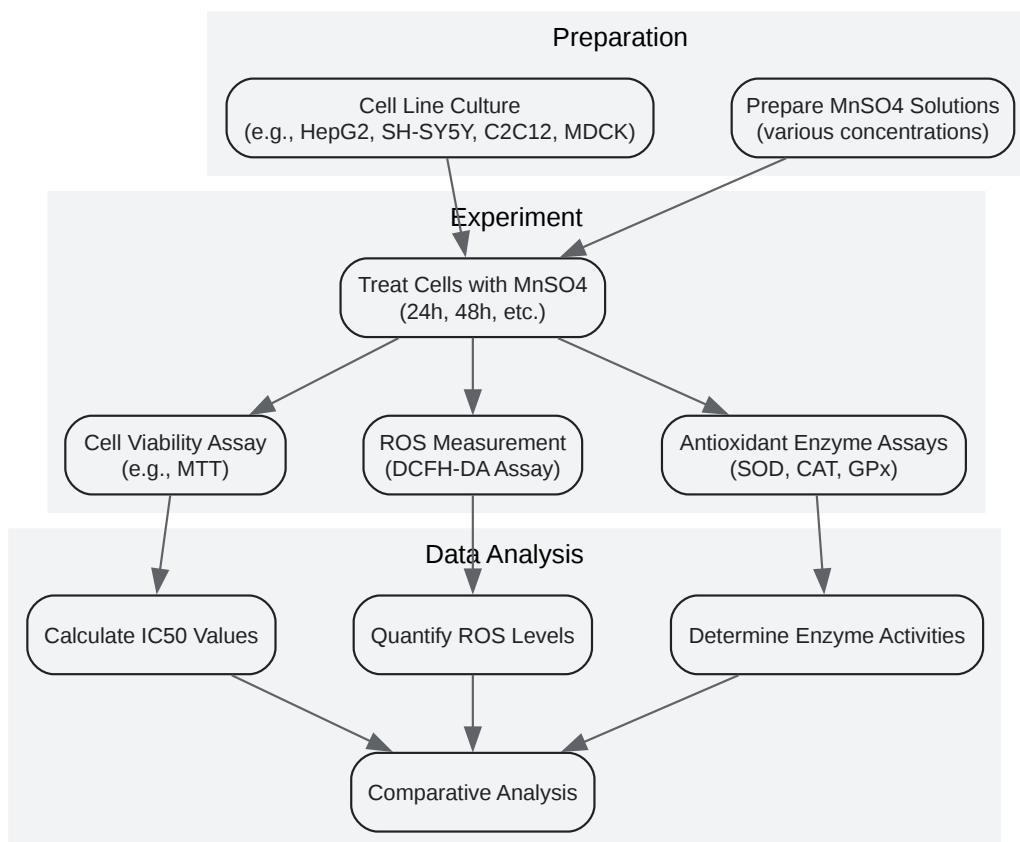 Preparation
Cell Line Culture
(e.g., HepG2, SH-SY5Y, C2C12, MDCK)
Prepare MnSO4 Solutions
(various concentrations)
Experiment
Treat Cells with MnSO4
(24h, 48h, etc.)
Cell Viability Assay
(e.g., MTT)
ROS Measurement
(DCFH-DA Assay)
Antioxidant Enzyme Assays
(SOD, CAT, GPx)
Data Analysis
Calculate IC50 Values
Quantify ROS Levels
Determine Enzyme Activities
Comparative Analysis